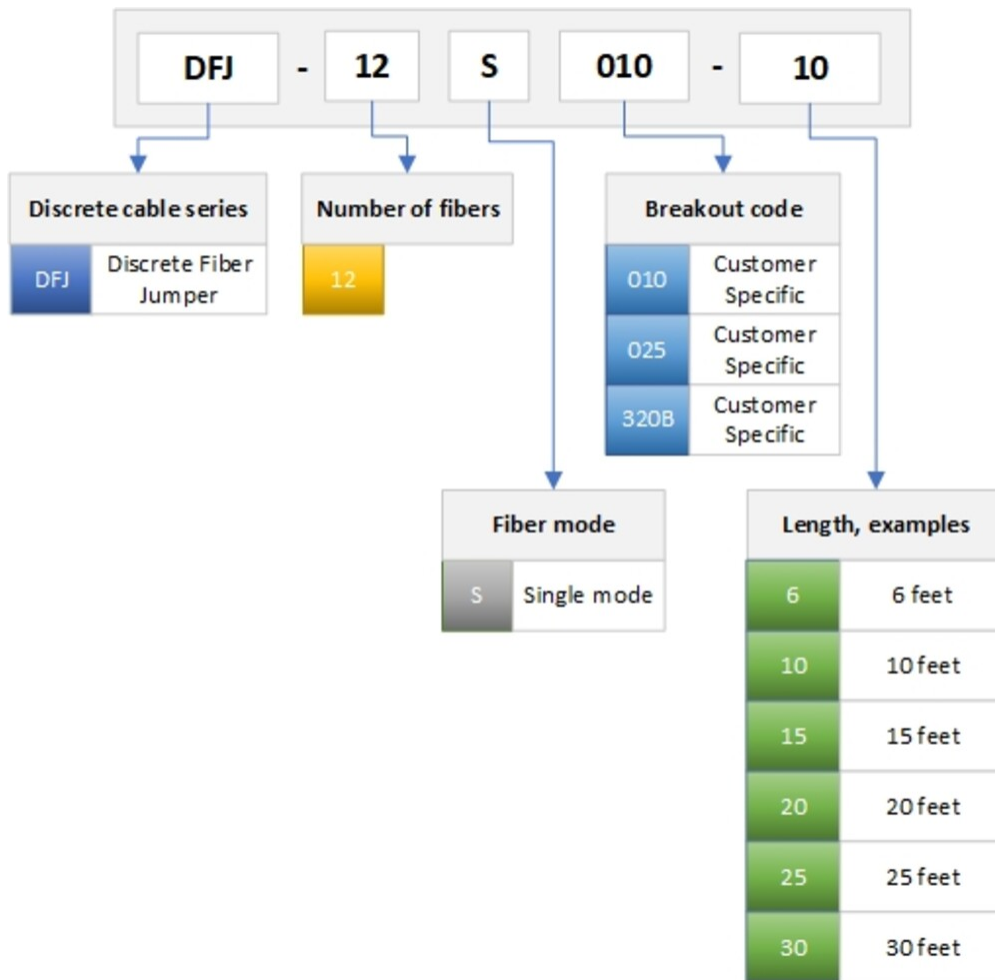 DFJ - 12 S 010 - 10
Discrete cable series
DFJ Discrete Fiber
Jumper
Number of fibers
12
Breakout code
010 Customer
Specific
025 Customer
Specific
320B Customer
Specific
Fiber mode
S Single mode
Length, examples
6 6 feet
10 10 feet
15 15 feet
20 20 feet
25 25 feet
30 30 feet